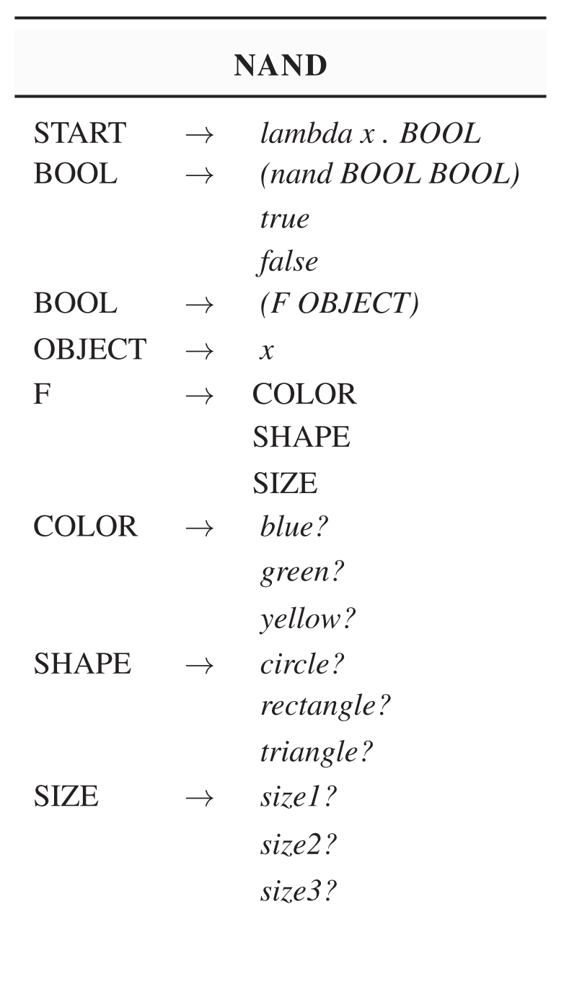 NAND
START → lambda x . BOOL
BOOL → (nand BOOL BOOL)
true
false
BOOL → (F OBJECT)
OBJECT → x
F → COLOR
SHAPE
SIZE
COLOR → blue?
green?
yellow?
SHAPE → circle?
rectangle?
triangle?
SIZE → size1?
size2?
size3?